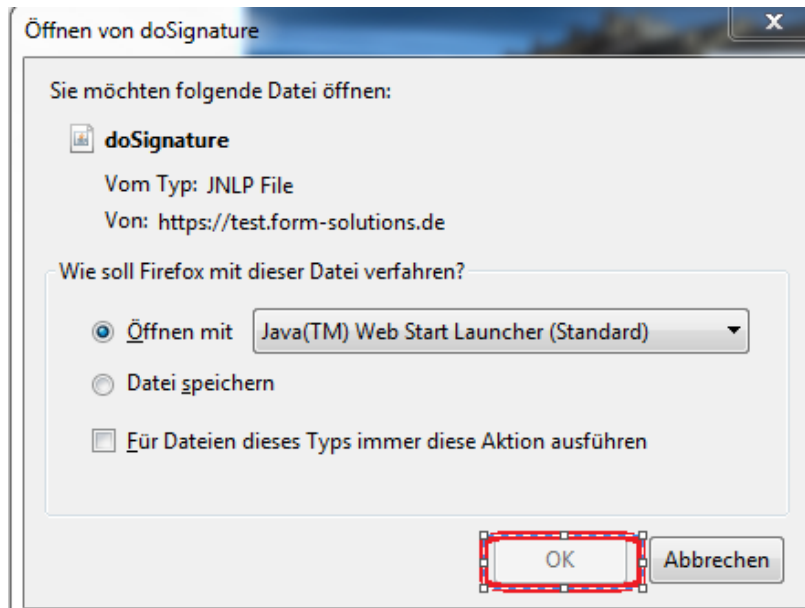 Öffnen von doSignature
x
Sie möchten folgende Datei öffnen:
doSignature
Vom Typ: JNLP File
Von: https://test.form-solutions.de
Wie soll Firefox mit dieser Datei verfahren?
Öffnen mit Java(TM) Web Start Launcher (Standard)
Datei speichern
Für Dateien dieses Typs immer diese Aktion ausführen
OK Abbrechen